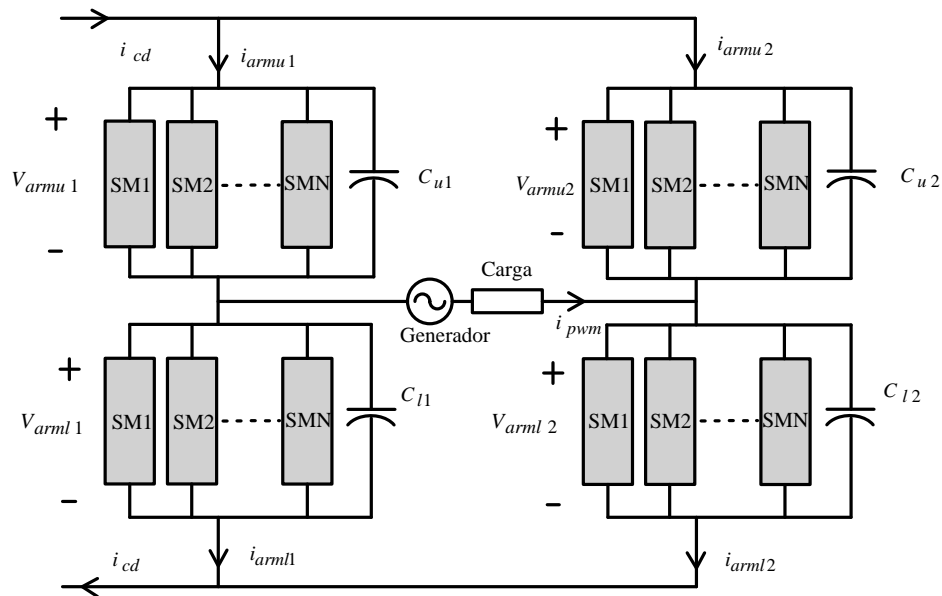 i cd
i armu 1
i armu 2
+
V armu 1
-
SM1 SM2 SMN
C u 1
+
V armu2
-
SM1 SM2 SMN
C u 2
Carga
Generador
i pwm
+
V arml 1
-
SM1 SM2 SMN
C l1
+
V arml 2
-
SM1 SM2 SMN
C l 2
i cd
i arml1
i arml2